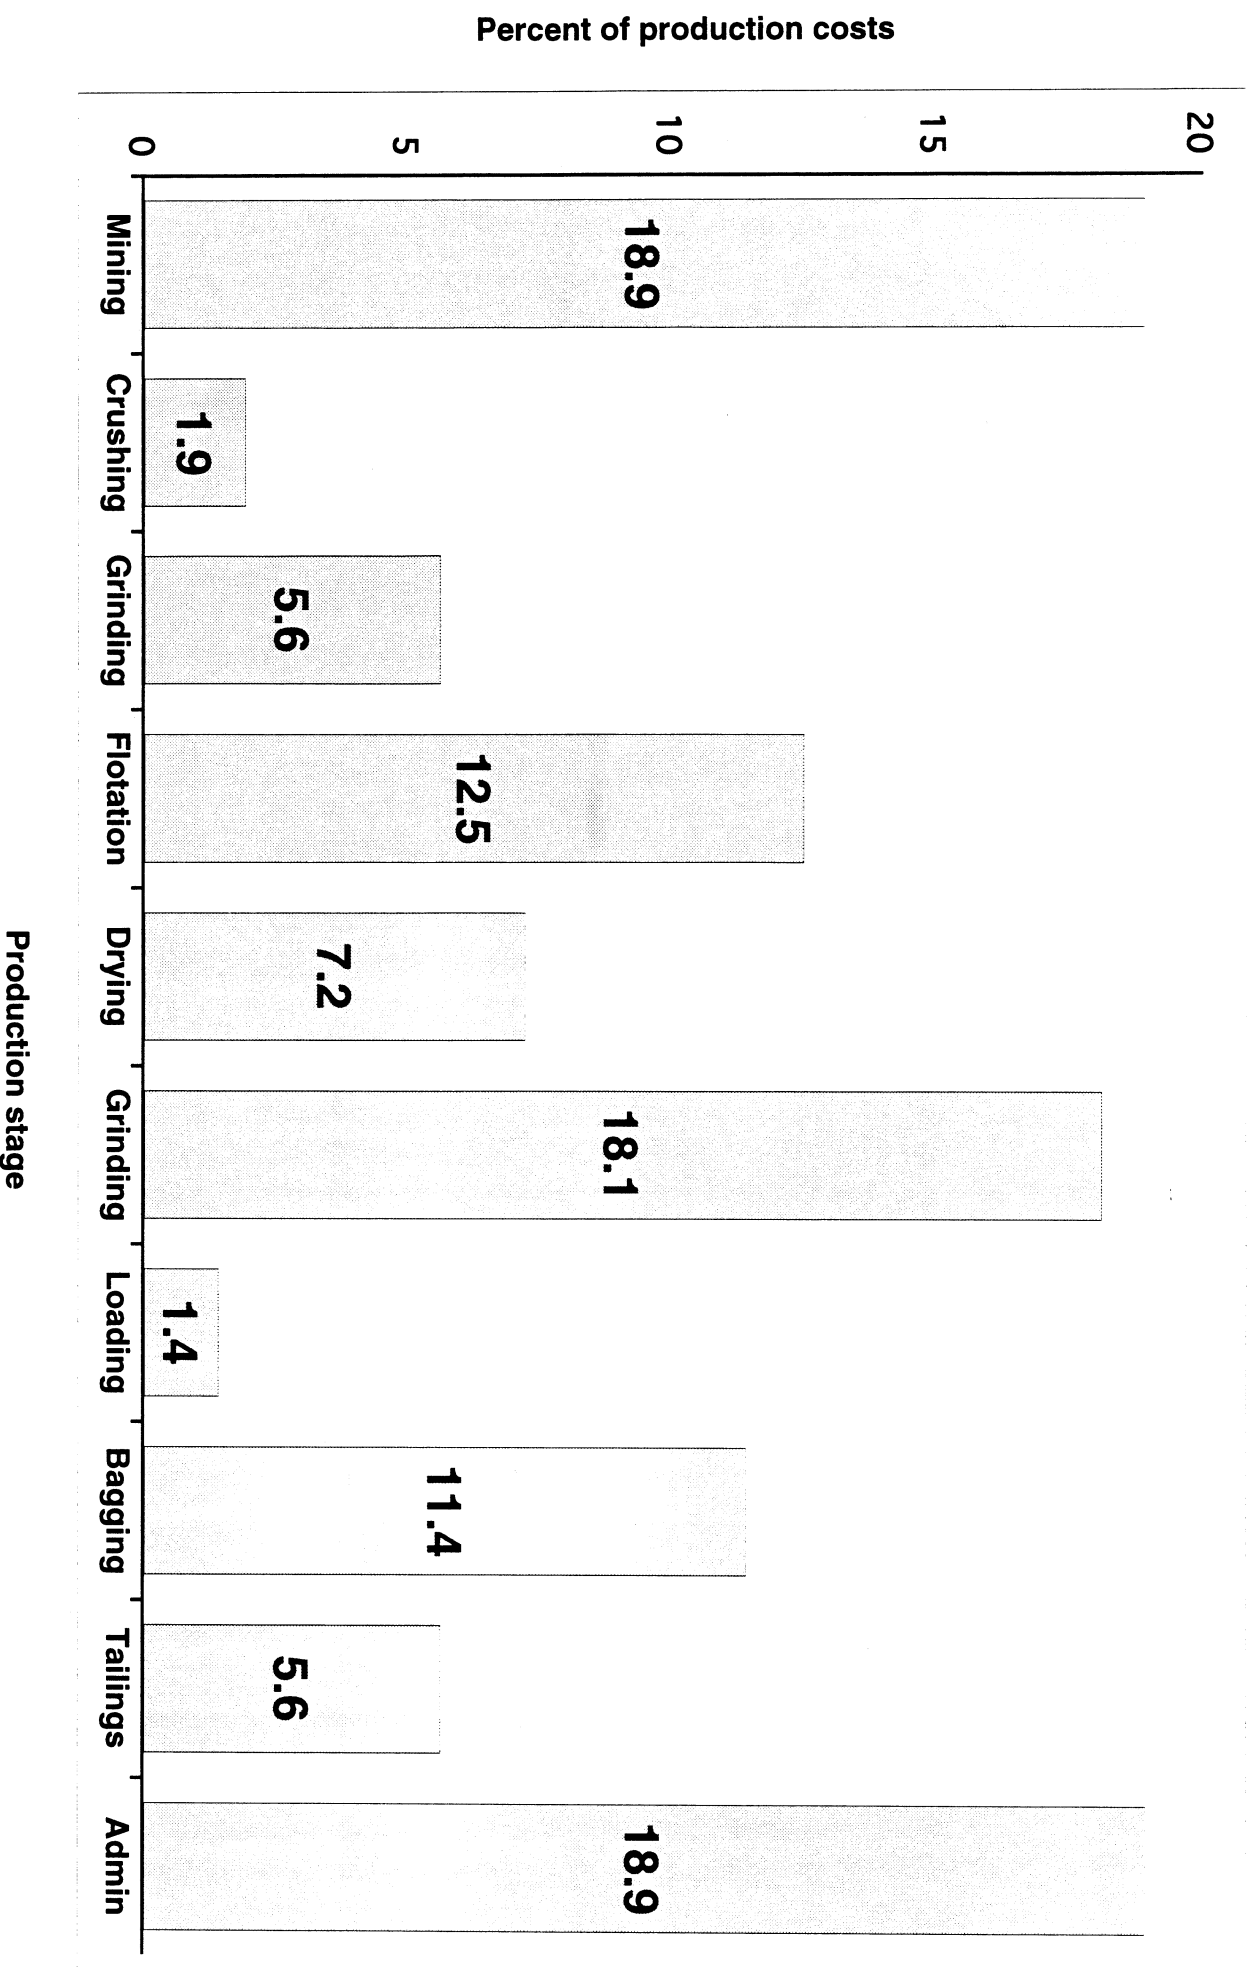 Percent of production costs
20
15
10
5
0
18.9
1.9
5.6
12.5
7.2
18.1
1.4
11.4
5.6
18.9
Mining
Crushing
Grinding
Flotation
Drying
Grinding
Loading
Bagging
Tailings
Admin
Production stage